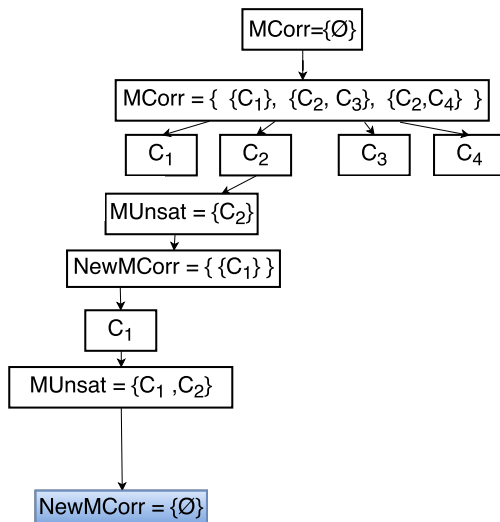 MCorr={Ø}
MCorr = { {C₁}, {C₂, C₃}, {C₂,C₄} }
C₁ C₂ C₃ C₄
MUnsat = {C₂}
NewMCorr = { {C₁} }
C₁
MUnsat = {C₁ ,C₂}
NewMCorr = {Ø}